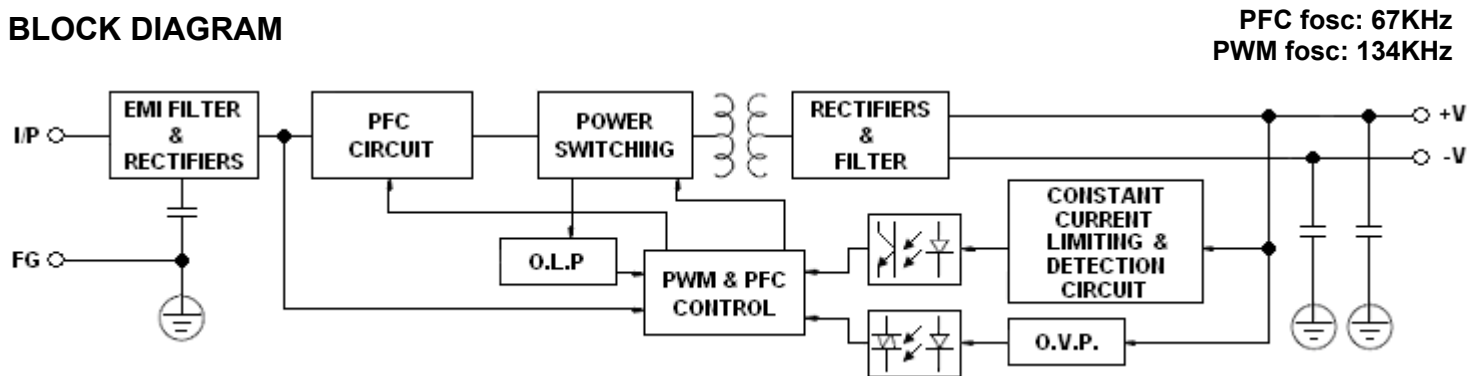 BLOCK DIAGRAM
PFC fosc: 67KHz
PWM fosc: 134KHz
I/P
EMI FILTER
&
RECTIFIERS
PFC
CIRCUIT
POWER
SWITCHING
RECTIFIERS
&
FILTER
+V
-V
FG
O.L.P
PWM & PFC
CONTROL
CONSTANT
CURRENT
LIMITING &
DETECTION
CIRCUIT
O.V.P.